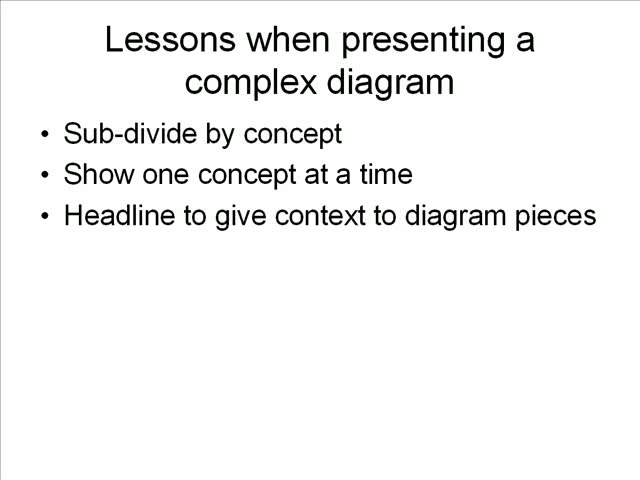 Lessons when presenting a
complex diagram
• Sub-divide by concept
• Show one concept at a time
• Headline to give context to diagram pieces